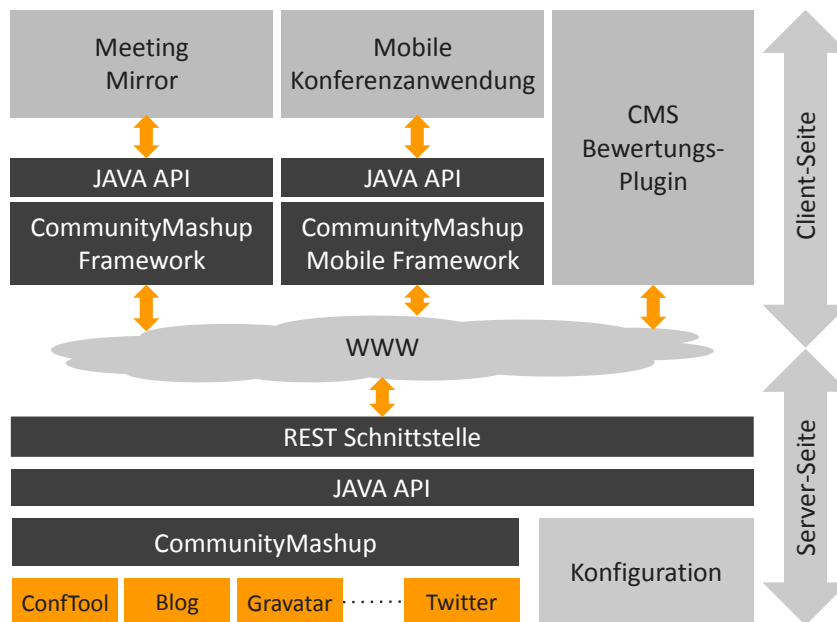 Meeting
Mirror
Mobile
Konferenzanwendung
CMS
Bewertungs-
Plugin
Client-Seite
JAVA API
JAVA API
CommunityMashup
Framework
CommunityMashup
Mobile Framework
WWW
REST Schnittstelle
JAVA API
Server-Seite
CommunityMashup
Konfiguration
ConfTool
Blog
Gravatar
Twitter